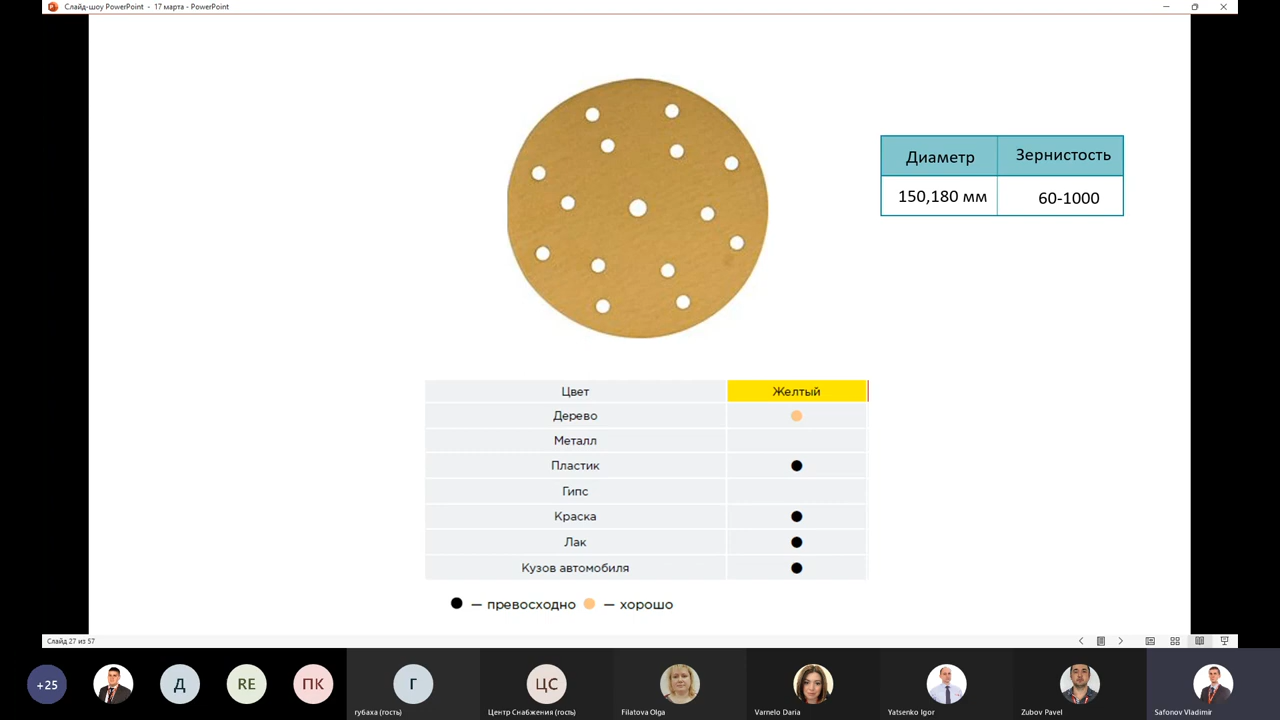 Слайд-шоу PowerPoint - 17 марта - PowerPoint
Диаметр Зернистость
150,180 мм 60-1000
Цвет Желтый
Дерево
Металл
Пластик
Гипс
Краска
Лак
Кузов автомобиля
— превосходно — хорошо
Слайд 27 из 57
+25 Д RE ПК Г ЦС
губаха (гость) Центр Снабжения (гость) Filatova Olga Varnelo Daria Yatsenko Igor Zubov Pavel Safonov Vladimir